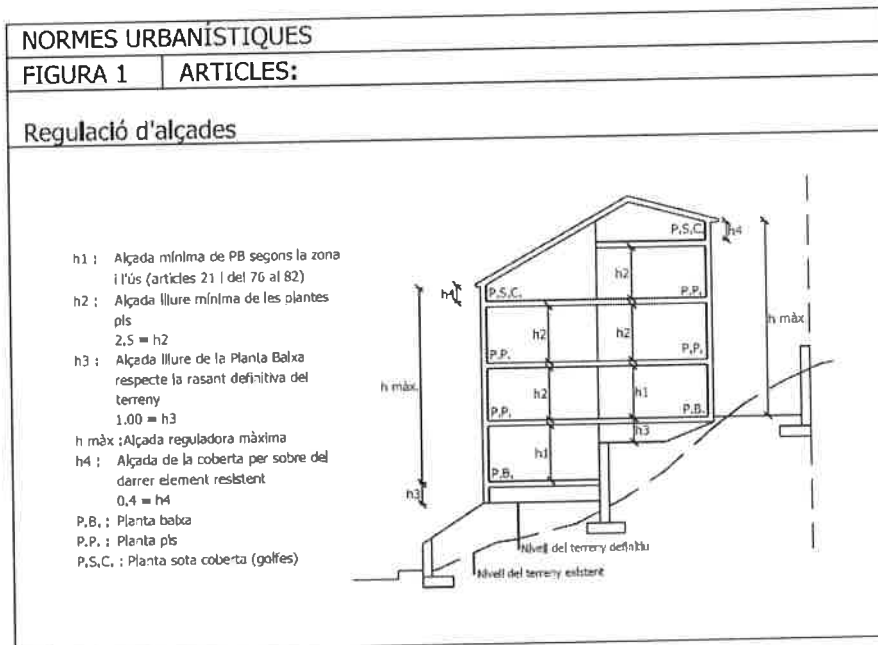 NORMES URBANÍSTIQUES
FIGURA 1 ARTICLES:
Regulació d'alçades
h1 : Alçada mínima de PB segons la zona
i l'ús (articles 21 i del 76 al 82)
h2 : Alçada lliure mínima de les plantes
pis
2,5 = h2
h3 : Alçada lliure de la Planta Baixa
respecte la rasant definitiva del
terreny
1.00 = h3
h màx :Alçada reguladora màxima
h4 : Alçada de la coberta per sobre del
darrer element resistent
0,4 = h4
P.B. : Planta baixa
P.P. : Planta pis
P.S.C. : Planta sota coberta (golfes)
P.S.C.
h4
h2
P.P.
h4
P.S.C.
h màx
h2
h2
P.P.
P.P.
h màx.
h2
h1
P.P.
P.B.
h3
h1
P.B.
h3
Nivell del terreny definitiu
Nivell del terreny existent